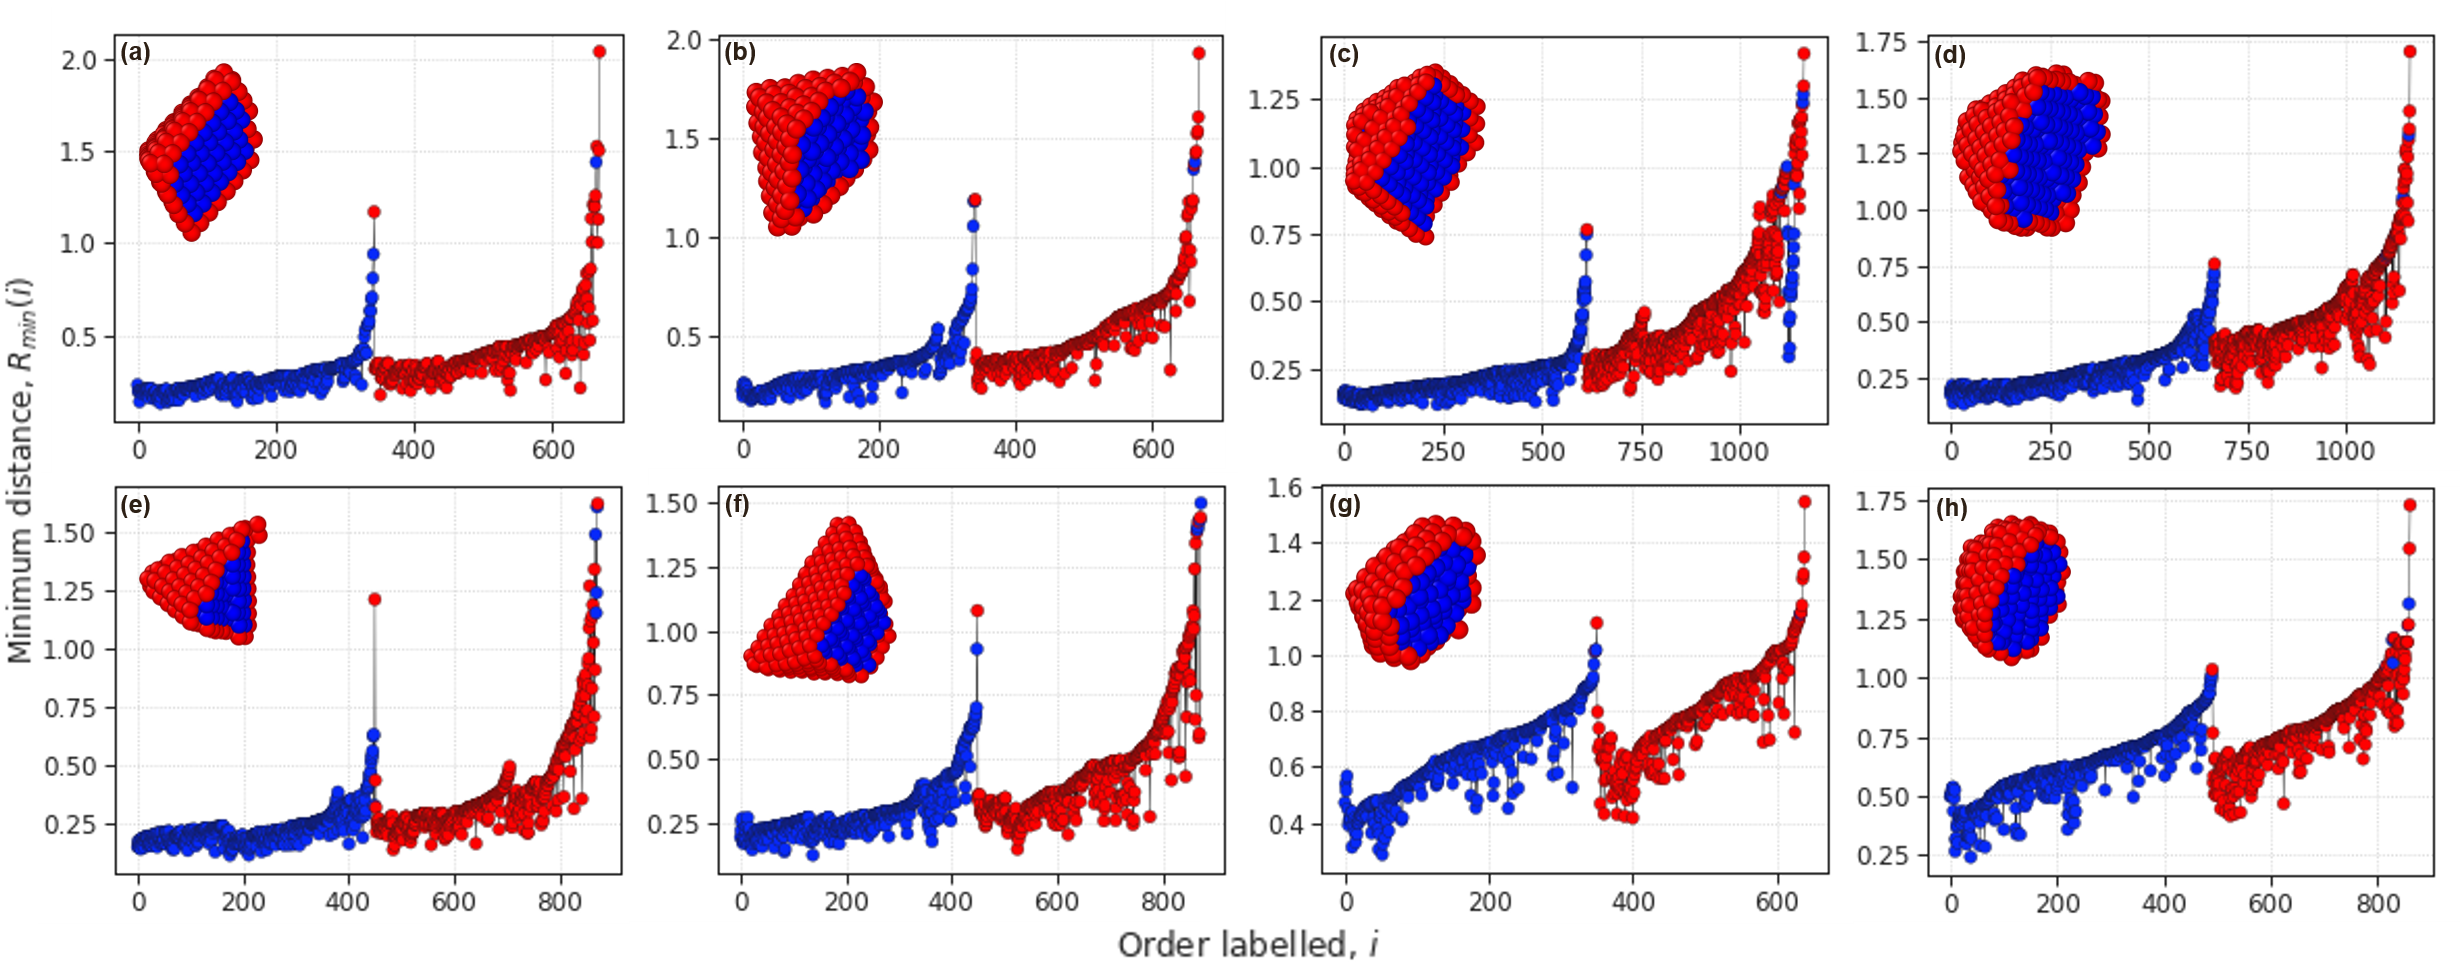 (a)
2.0
1.5
1.0
0.5
0 200 400 600
(b)
2.0
1.5
1.0
0.5
0 200 400 600
(c)
1.25
1.00
0.75
0.50
0.25
0 250 500 750 1000
(d)
1.75
1.50
1.25
1.00
0.75
0.50
0.25
0 250 500 750 1000
Minimum distance, R_min(i)
(e)
1.50
1.25
1.00
0.75
0.50
0.25
0 200 400 600 800
(f)
1.50
1.25
1.00
0.75
0.50
0.25
0 200 400 600 800
(g)
1.6
1.4
1.2
1.0
0.8
0.6
0.4
0 200 400 600
(h)
1.75
1.50
1.25
1.00
0.75
0.50
0.25
0 200 400 600 800
Order labelled, i